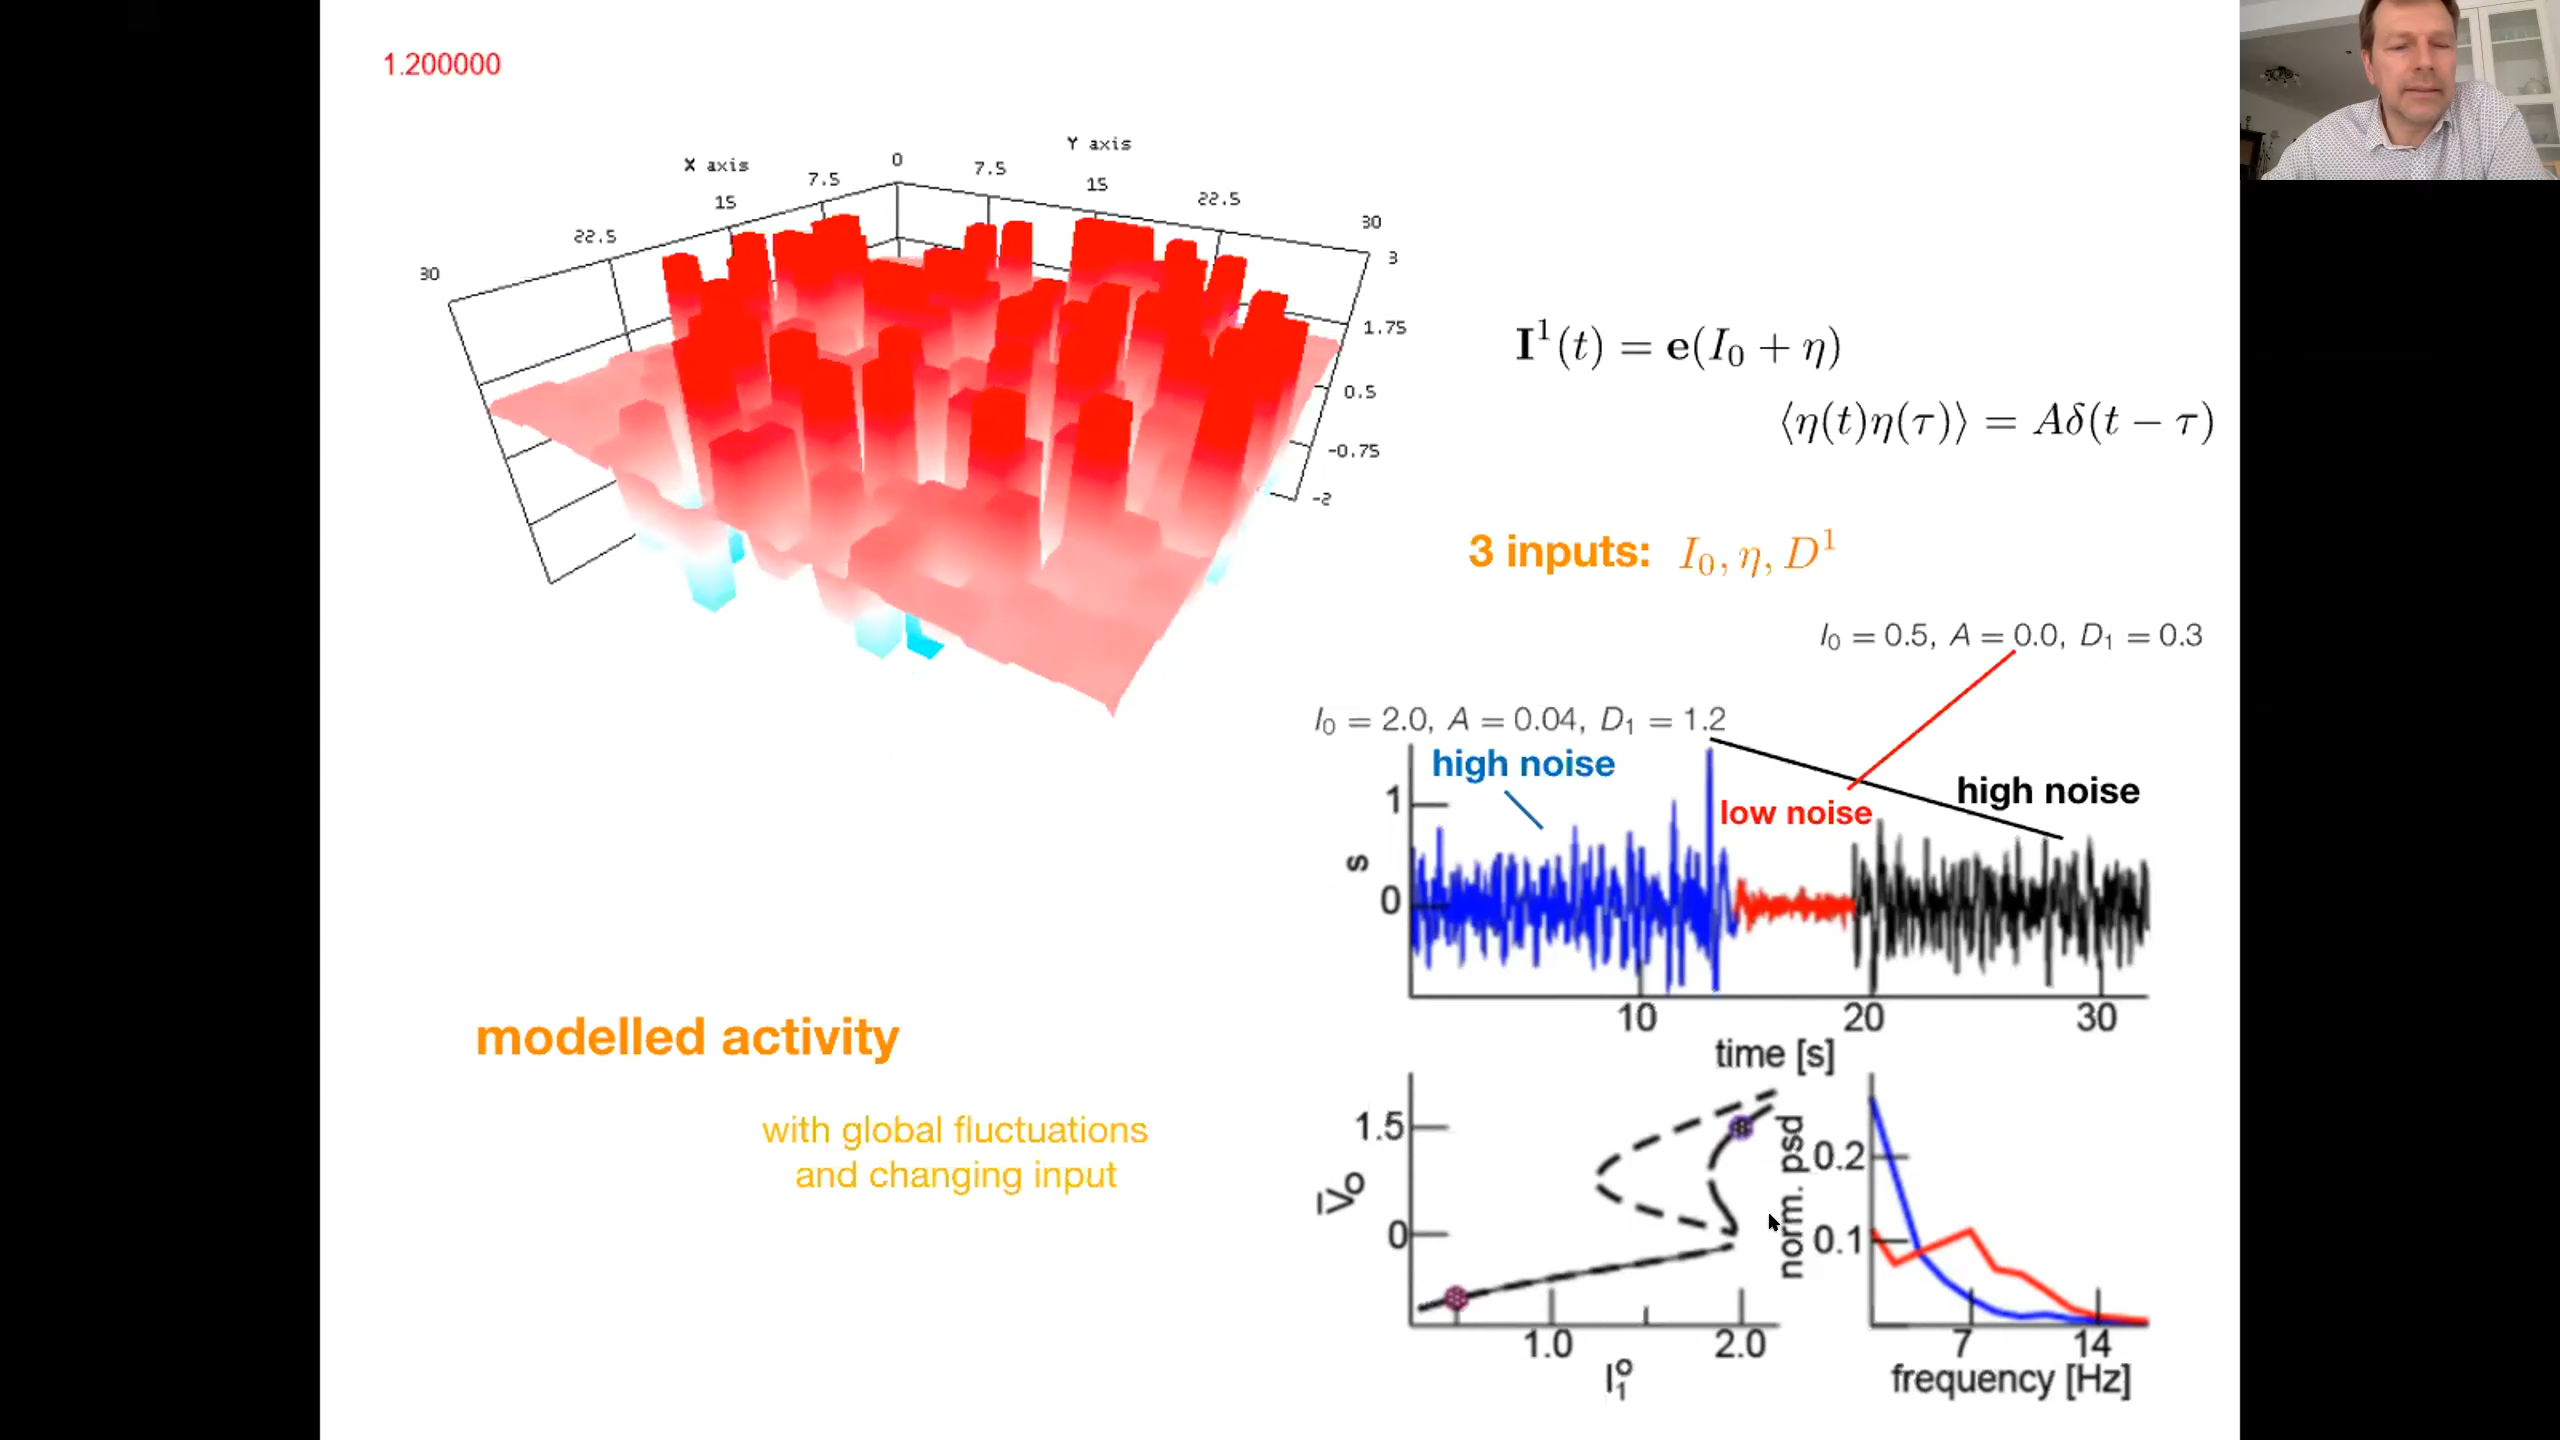 1.200000
Y axis
X axis
0
7.5
7.5
15
15
22.5
22.5
30
30
3
1.75
0.5
-0.75
-2
I¹(t) = e(I₀ + η)
⟨η(t)η(τ)⟩ = Aδ(t − τ)
3 inputs: I₀, η, D¹
I₀ = 0.5, A = 0.0, D₁ = 0.3
I₀ = 2.0, A = 0.04, D₁ = 1.2
high noise
low noise
high noise
1
s
0
10 20 30
time [s]
modelled activity
with global fluctuations
and changing input
1.5
V̄₀
0
1.0 2.0
I₁⁰
norm. psd
0.2
0.1
7 14
frequency [Hz]